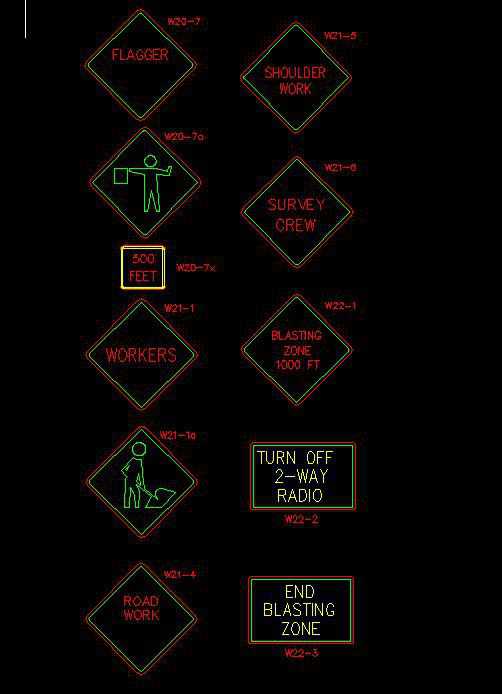 W20-7
FLAGGER
W20-7a
500
FEET
W20-7x
W21-1
WORKERS
W21-1a
W21-4
ROAD
WORK
W21-5
SHOULDER
WORK
W21-6
SURVEY
CREW
W22-1
BLASTING
ZONE
1000 FT
TURN OFF
2-WAY
RADIO
W22-2
END
BLASTING
ZONE
W22-3